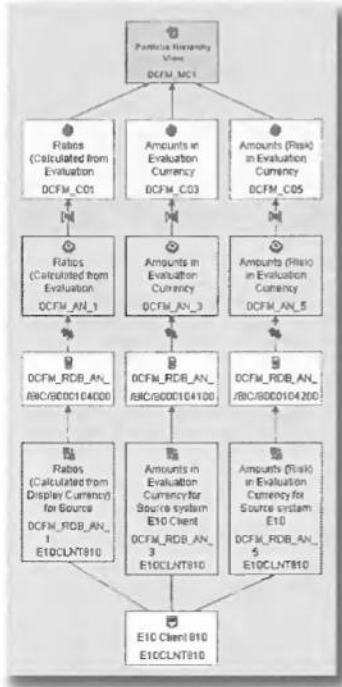 Portfolio Hierarchy
View
DCFM_MC1
Ratios
(Calculated from
Evaluation
DCFM_C01
Amounts in
Evaluation
Currency
DCFM_C03
Amounts (Risk)
in Evaluation
Currency
DCFM_C05
Ratios
(Calculated from
Evaluation
DCFM_AN_1
Amounts in
Evaluation
Currency
DCFM_AN_3
Amounts (Risk)
in Evaluation
Currency
DCFM_AN_5
DCFM_RDB_AN_
/BIC/B000104000
DCFM_RDB_AN_
/BIC/B000104100
DCFM_RDB_AN_
/BIC/B000104200
Ratios
(Calculated from
Display Currency)
for Source
DCFM_RDB_AN_
1
E10CLNT810
Amounts in
Evaluation
Currency for
Source system
E10 Client
DCFM_RDB_AN_
3
E10CLNT810
Amounts (Risk)
in Evaluation
Currency for
Source system
E10
DCFM_RDB_AN_
5
E10CLNT810
E10 Client 810
E10CLNT810